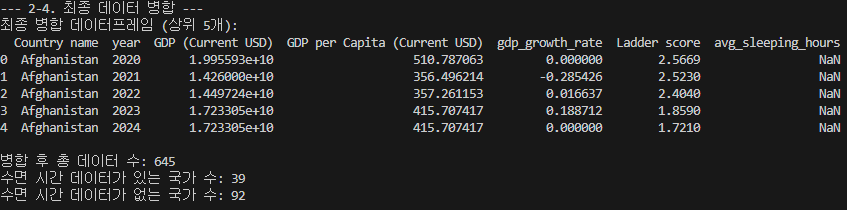 --- 2-4. 최종 데이터 병합 ---
최종 병합 데이터프레임 (상위 5개):
Country name year GDP (Current USD) GDP per Capita (Current USD) gdp_growth_rate Ladder score avg_sleeping_hours
0 Afghanistan 2020 1.995593e+10 510.787063 0.000000 2.5669 NaN
1 Afghanistan 2021 1.426000e+10 356.496214 -0.285426 2.5230 NaN
2 Afghanistan 2022 1.449724e+10 357.261153 0.016637 2.4040 NaN
3 Afghanistan 2023 1.723305e+10 415.707417 0.188712 1.8590 NaN
4 Afghanistan 2024 1.723305e+10 415.707417 0.000000 1.7210 NaN
병합 후 총 데이터 수: 645
수면 시간 데이터가 있는 국가 수: 39
수면 시간 데이터가 없는 국가 수: 92